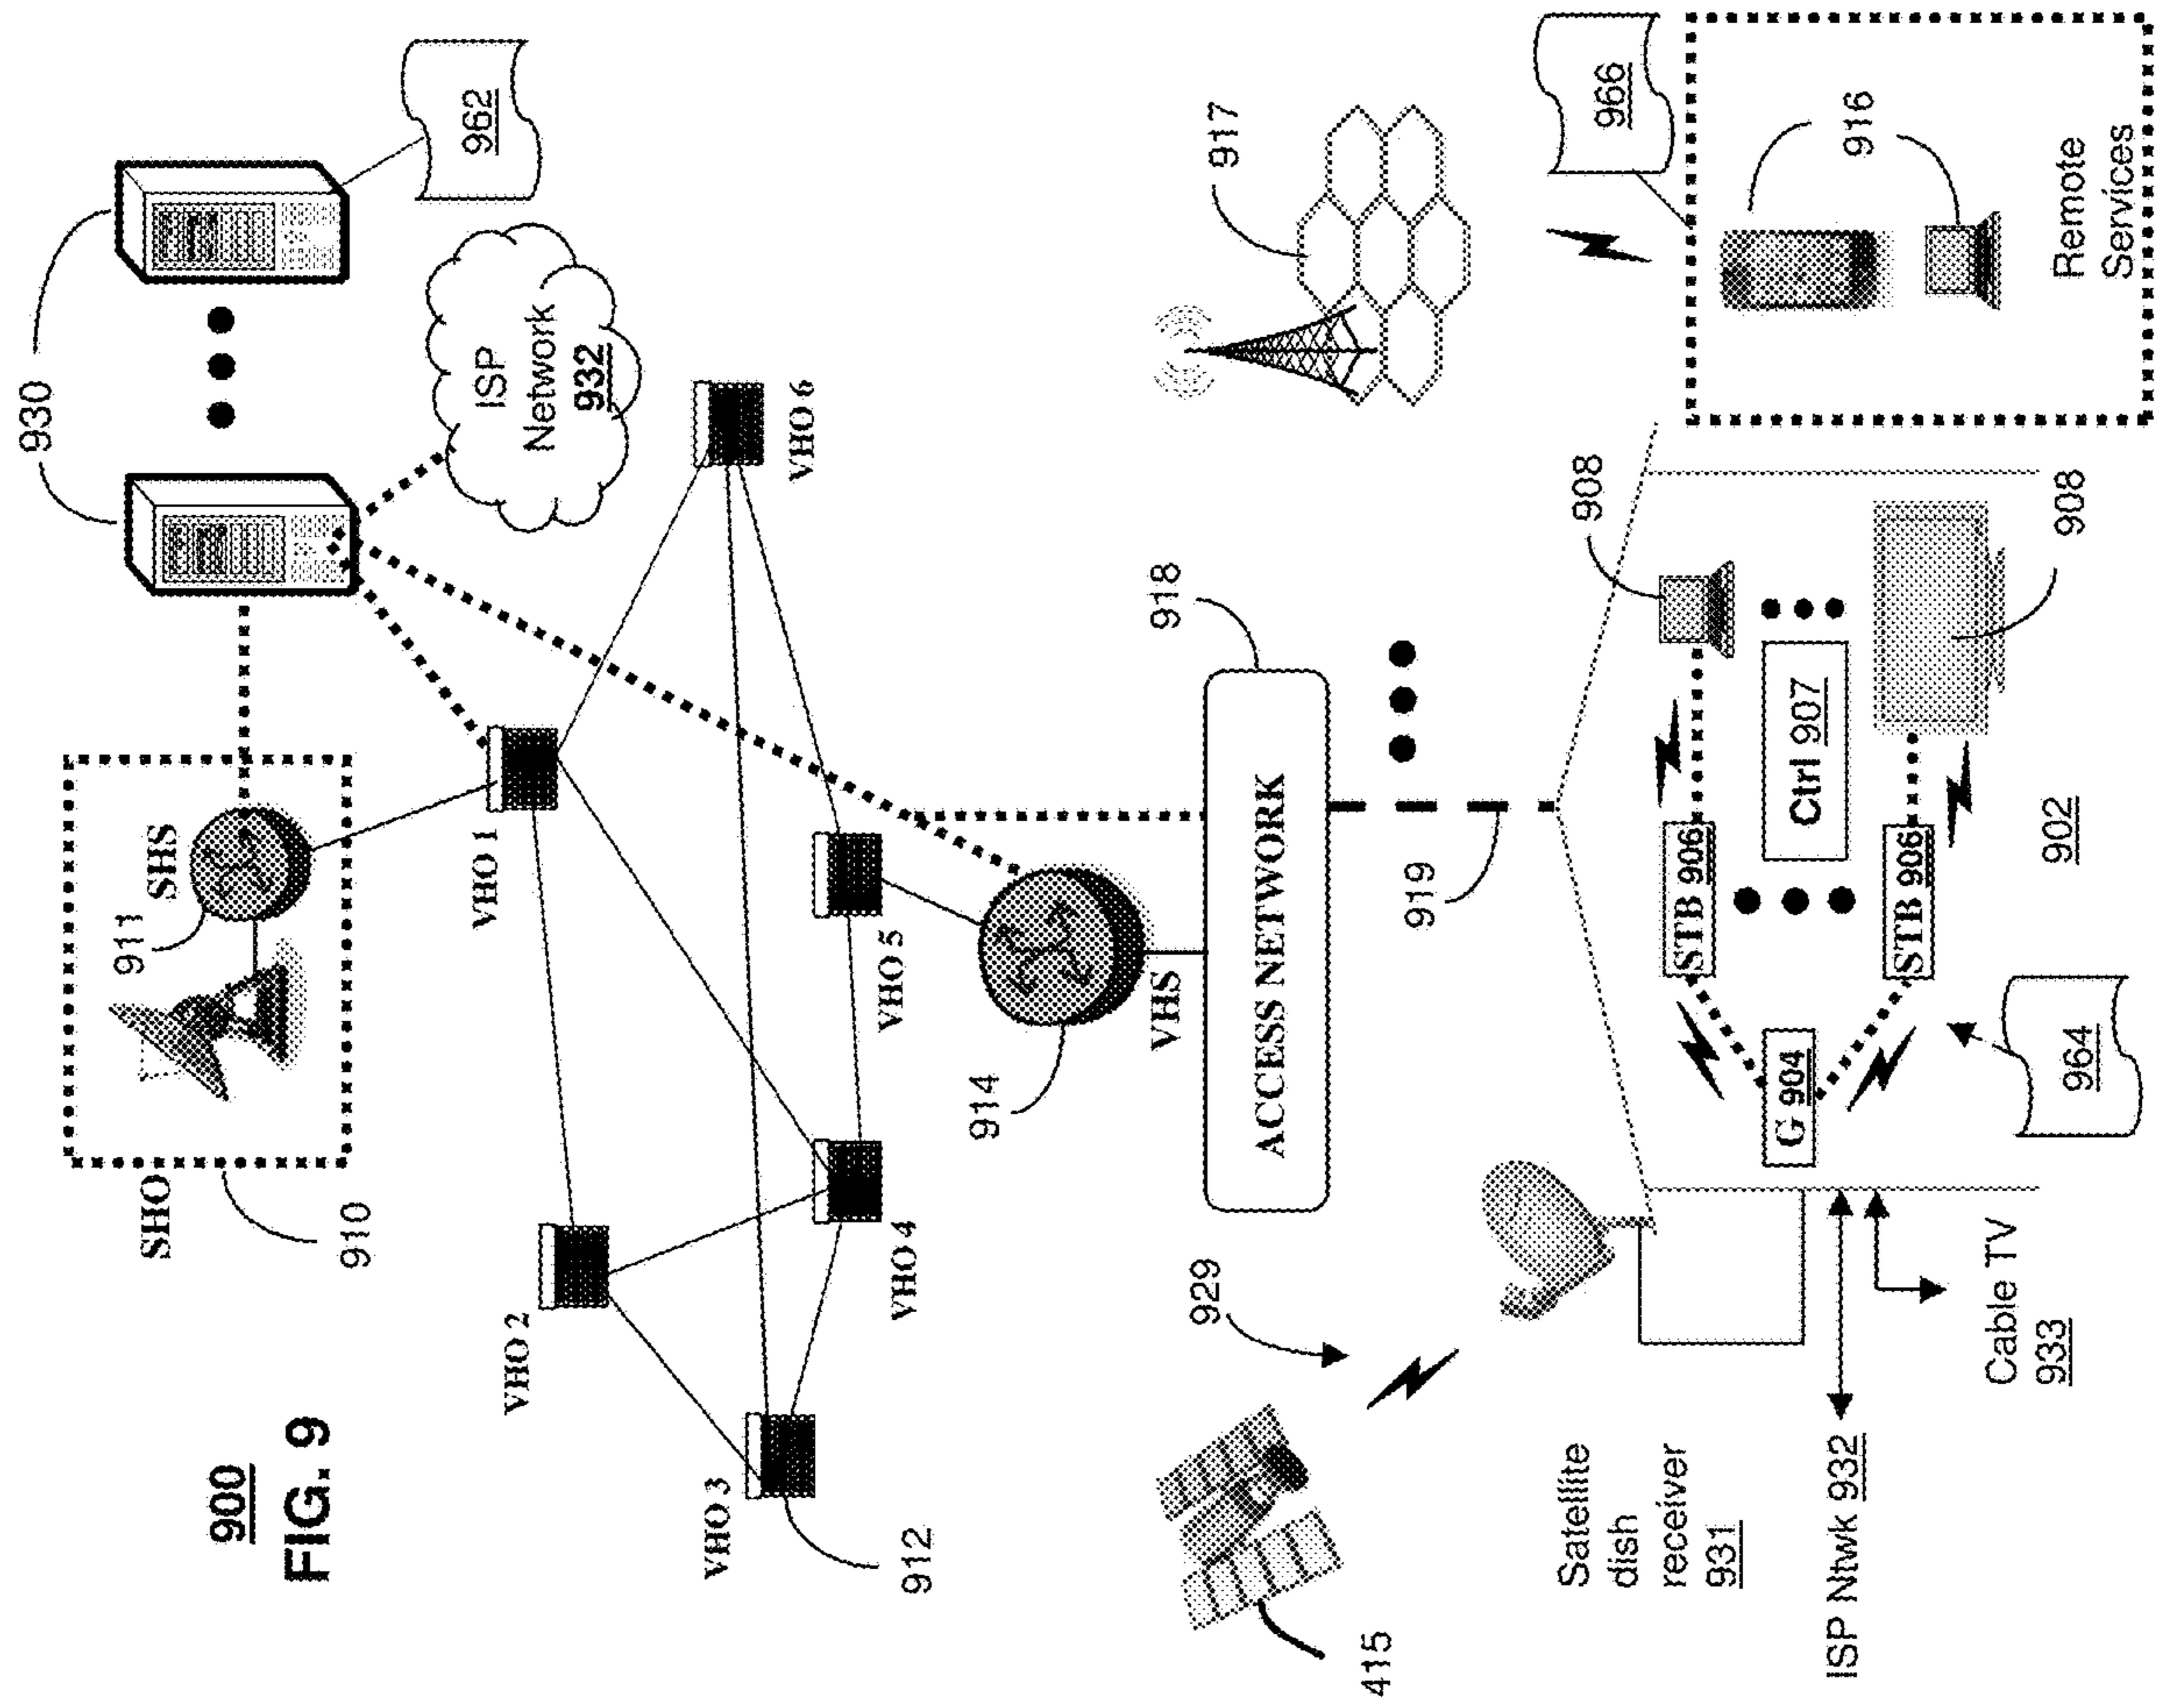 900
FIG. 9
SHO
910
911
SHS
930
962
ISP
Network
932
VHO 1
VHO 2
VHO 3
912
VHO 4
VHO 5
VHO 6
914
VHS
918
ACCESS NETWORK
919
917
929
415
Satellite
dish
receiver
931
ISP Ntwk 932
Cable TV
933
G 904
STB 906
STB 906
Ctrl 907
908
908
902
964
966
916
Remote
Services